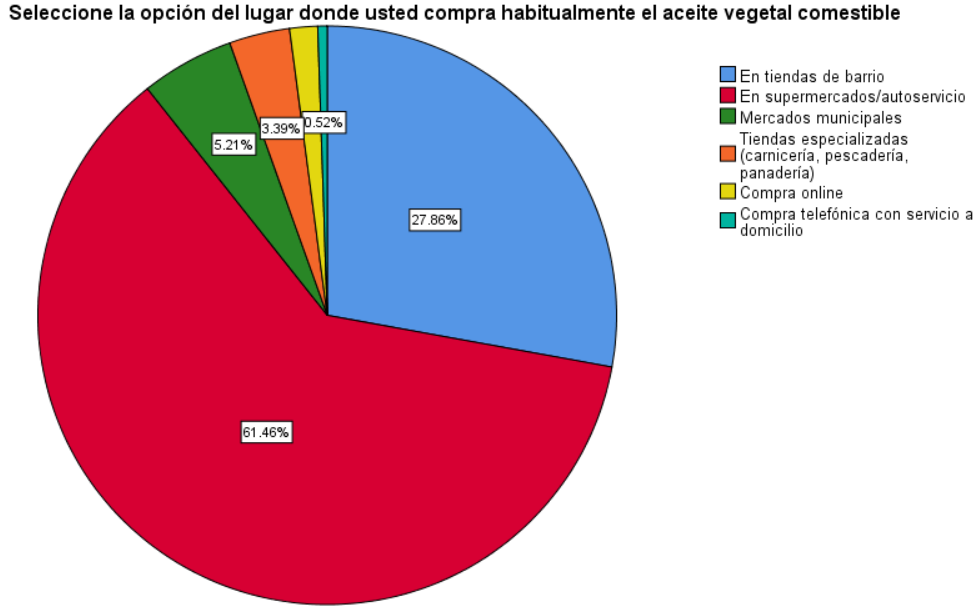 Seleccione la opción del lugar donde usted compra habitualmente el aceite vegetal comestible
En tiendas de barrio
En supermercados/autoservicio
Mercados municipales
Tiendas especializadas
(carnicería, pescadería,
panadería)
Compra online
Compra telefónica con servicio a
domicilio
0.52%
3.39%
5.21%
27.86%
61.46%